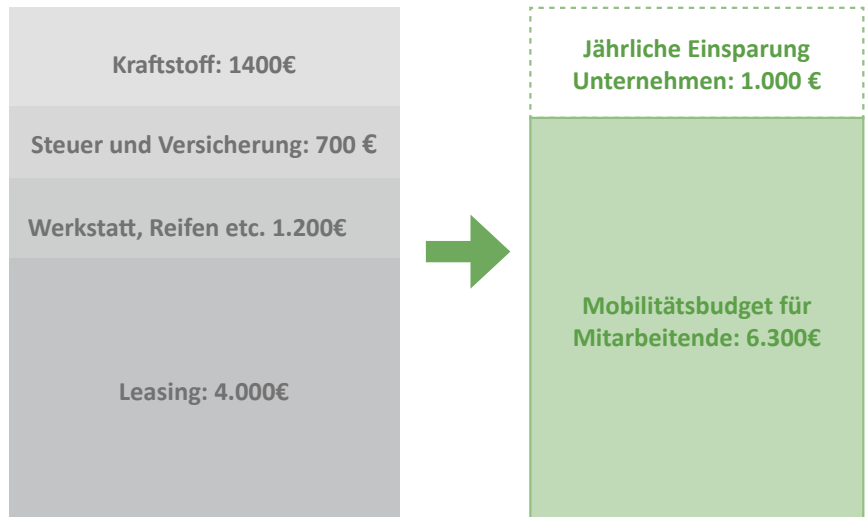 Kraftstoff: 1400€
Steuer und Versicherung: 700 €
Werkstatt, Reifen etc. 1.200€
Leasing: 4.000€
Jährliche Einsparung
Unternehmen: 1.000 €
Mobilitätsbudget für
Mitarbeitende: 6.300€